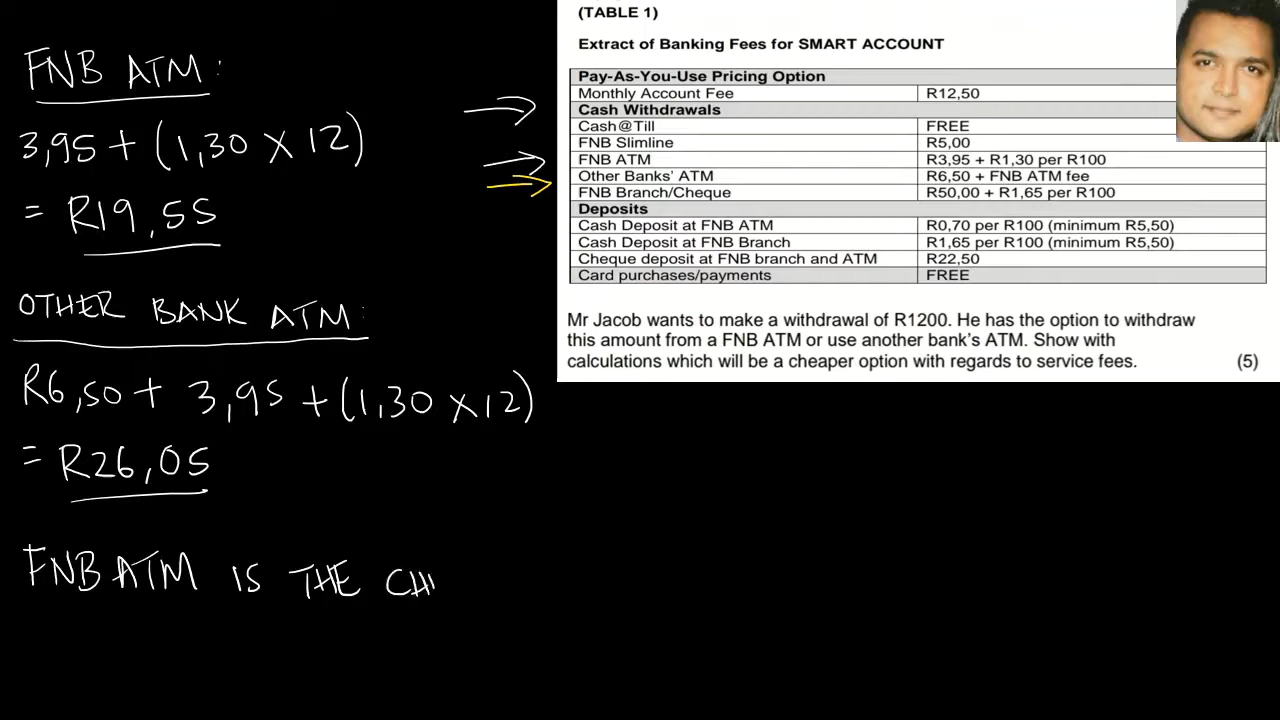 FNB ATM:
3,95 + (1,30 X 12)
= R19,55
OTHER BANK ATM:
R6,50 + 3,95 + (1,30 X 12)
= R26,05
FNB ATM IS THE CH
(TABLE 1)
Extract of Banking Fees for SMART ACCOUNT
Pay-As-You-Use Pricing Option
Monthly Account Fee R12,50
Cash Withdrawals
Cash@Till FREE
FNB Slimline R5,00
FNB ATM R3,95 + R1,30 per R100
Other Banks' ATM R6,50 + FNB ATM fee
FNB Branch/Cheque R50,00 + R1,65 per R100
Deposits
Cash Deposit at FNB ATM R0,70 per R100 (minimum R5,50)
Cash Deposit at FNB Branch R1,65 per R100 (minimum R5,50)
Cheque deposit at FNB branch and ATM R22,50
Card purchases/payments FREE
Mr Jacob wants to make a withdrawal of R1200. He has the option to withdraw
this amount from a FNB ATM or use another bank's ATM. Show with
calculations which will be a cheaper option with regards to service fees. (5)